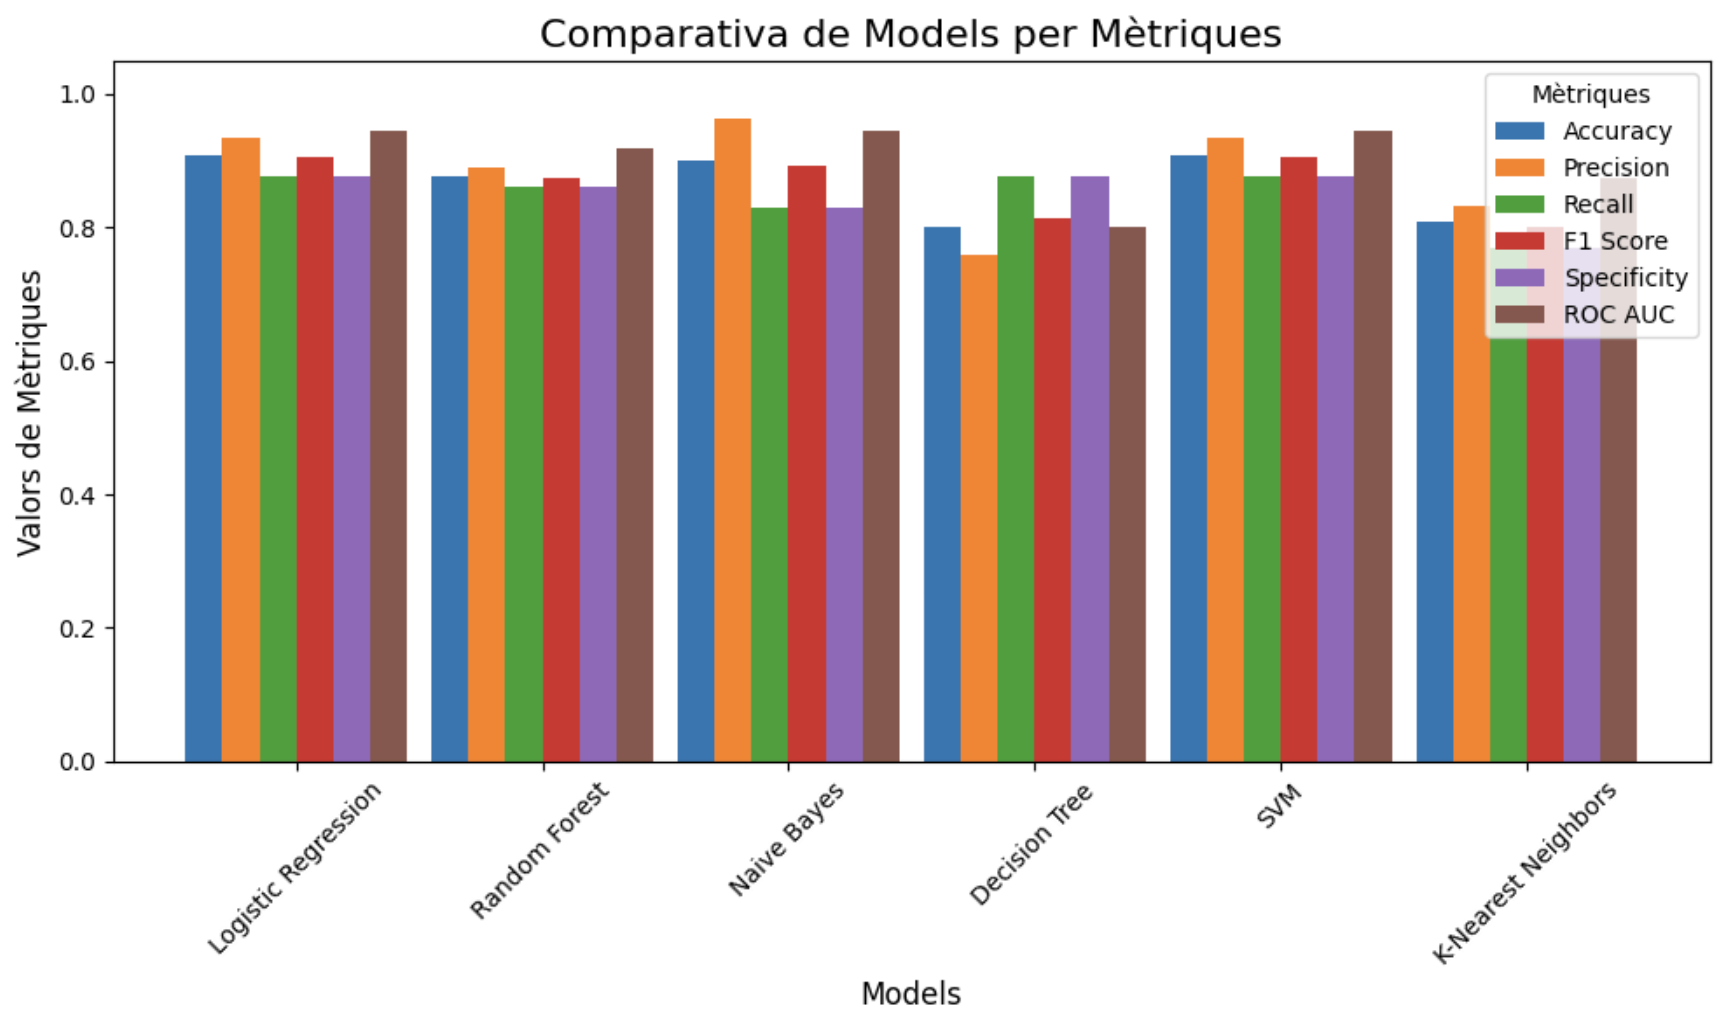 Comparativa de Models per Mètriques
Mètriques
Accuracy
Precision
Recall
F1 Score
Specificity
ROC AUC
Valors de Mètriques
1.0
0.8
0.6
0.4
0.2
0.0
Logistic Regression
Random Forest
Naive Bayes
Decision Tree
SVM
K-Nearest Neighbors
Models